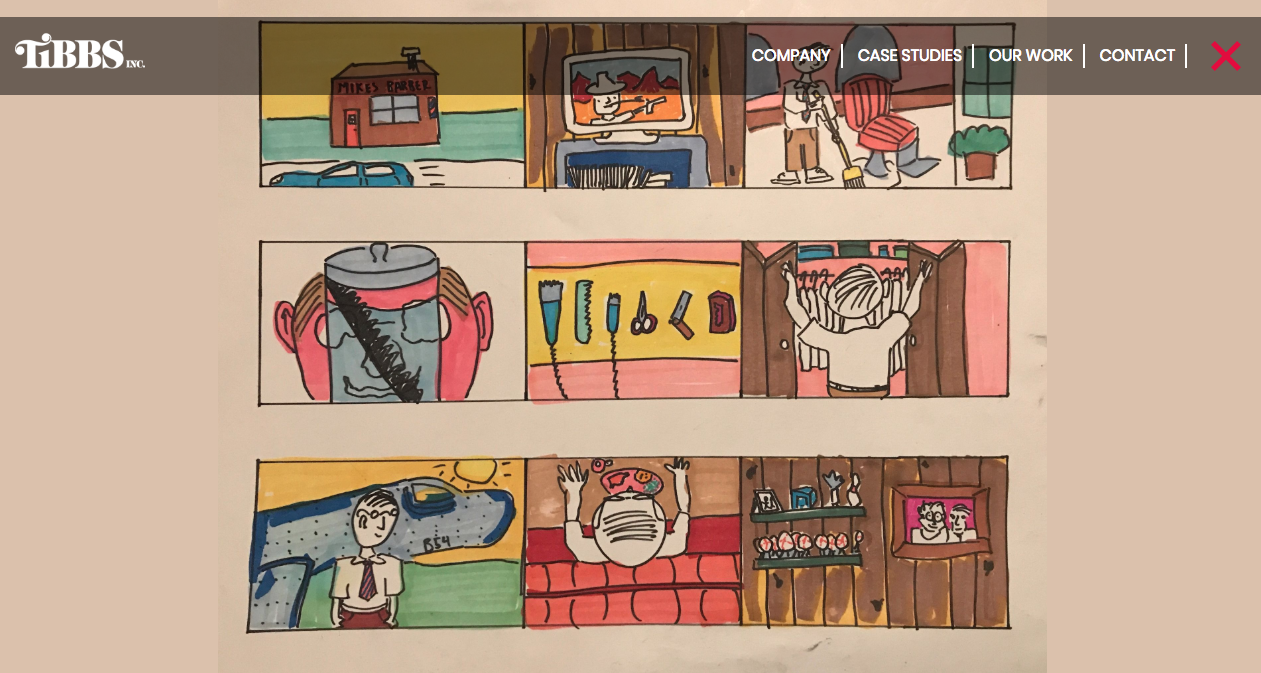 TiBBS INC.
COMPANY
CASE STUDIES
OUR WORK
CONTACT
MIKES BARBER
B54